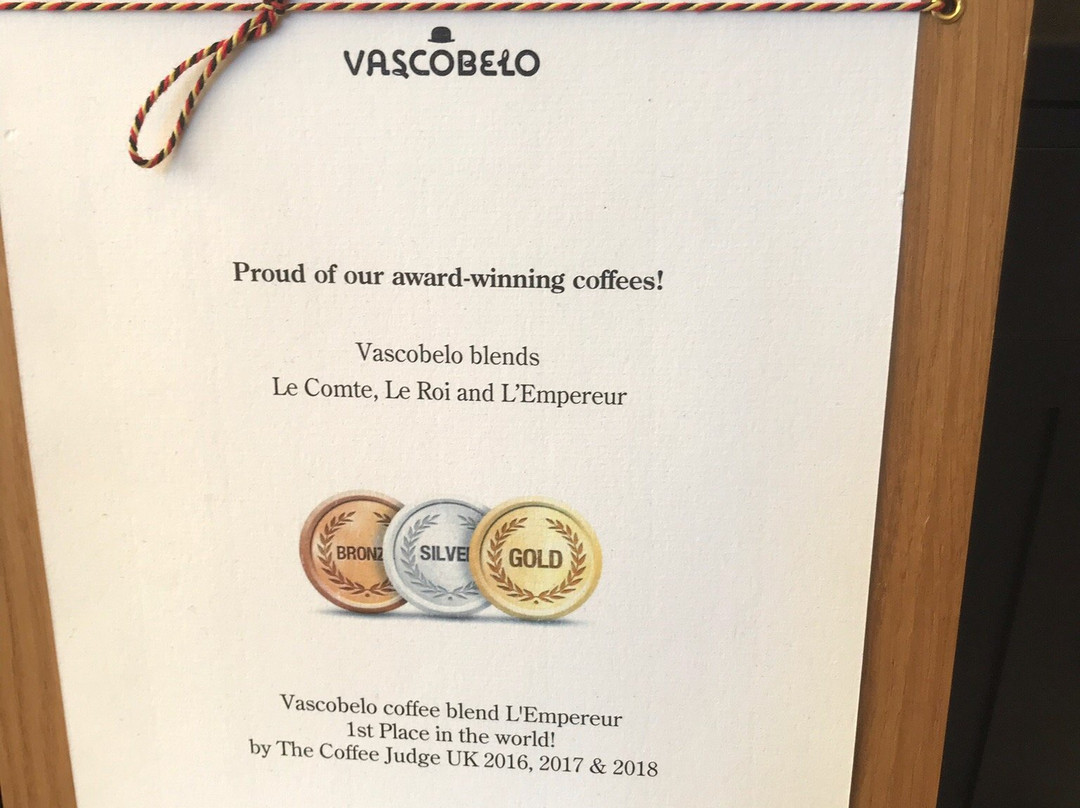 VASCOBELO
Proud of our award-winning coffees!
Vascobelo blends
Le Comte, Le Roi and L’Empereur
BRONZ SILVE GOLD
Vascobelo coffee blend L'Empereur
1st Place in the world!
by The Coffee Judge UK 2016, 2017 & 2018